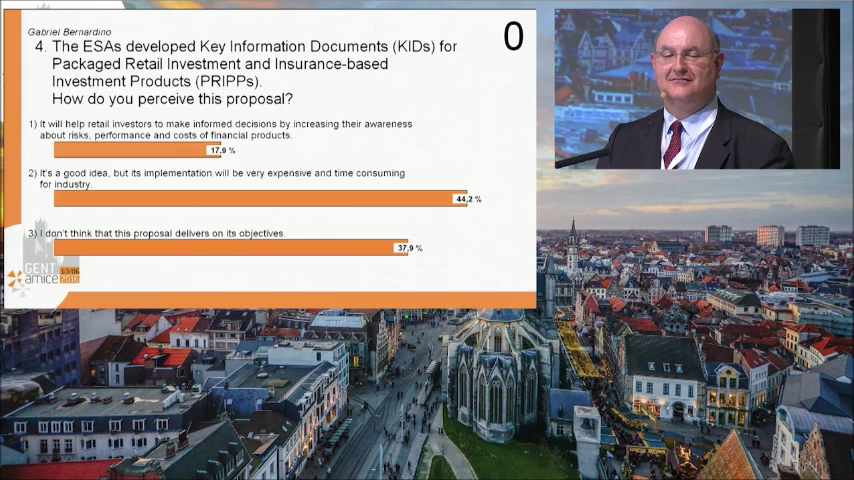 Gabriel Bernardino
0
4. The ESAs developed Key Information Documents (KIDs) for
Packaged Retail Investment and Insurance-based
Investment Products (PRIPPs).
How do you perceive this proposal?
1) It will help retail investors to make informed decisions by increasing their awareness
about risks, performance and costs of financial products.
17,9 %
2) It's a good idea, but its implementation will be very expensive and time consuming
for industry.
44,2 %
3) I don't think that this proposal delivers on its objectives.
37,9 %
GENT
amice
1-3/06
2016